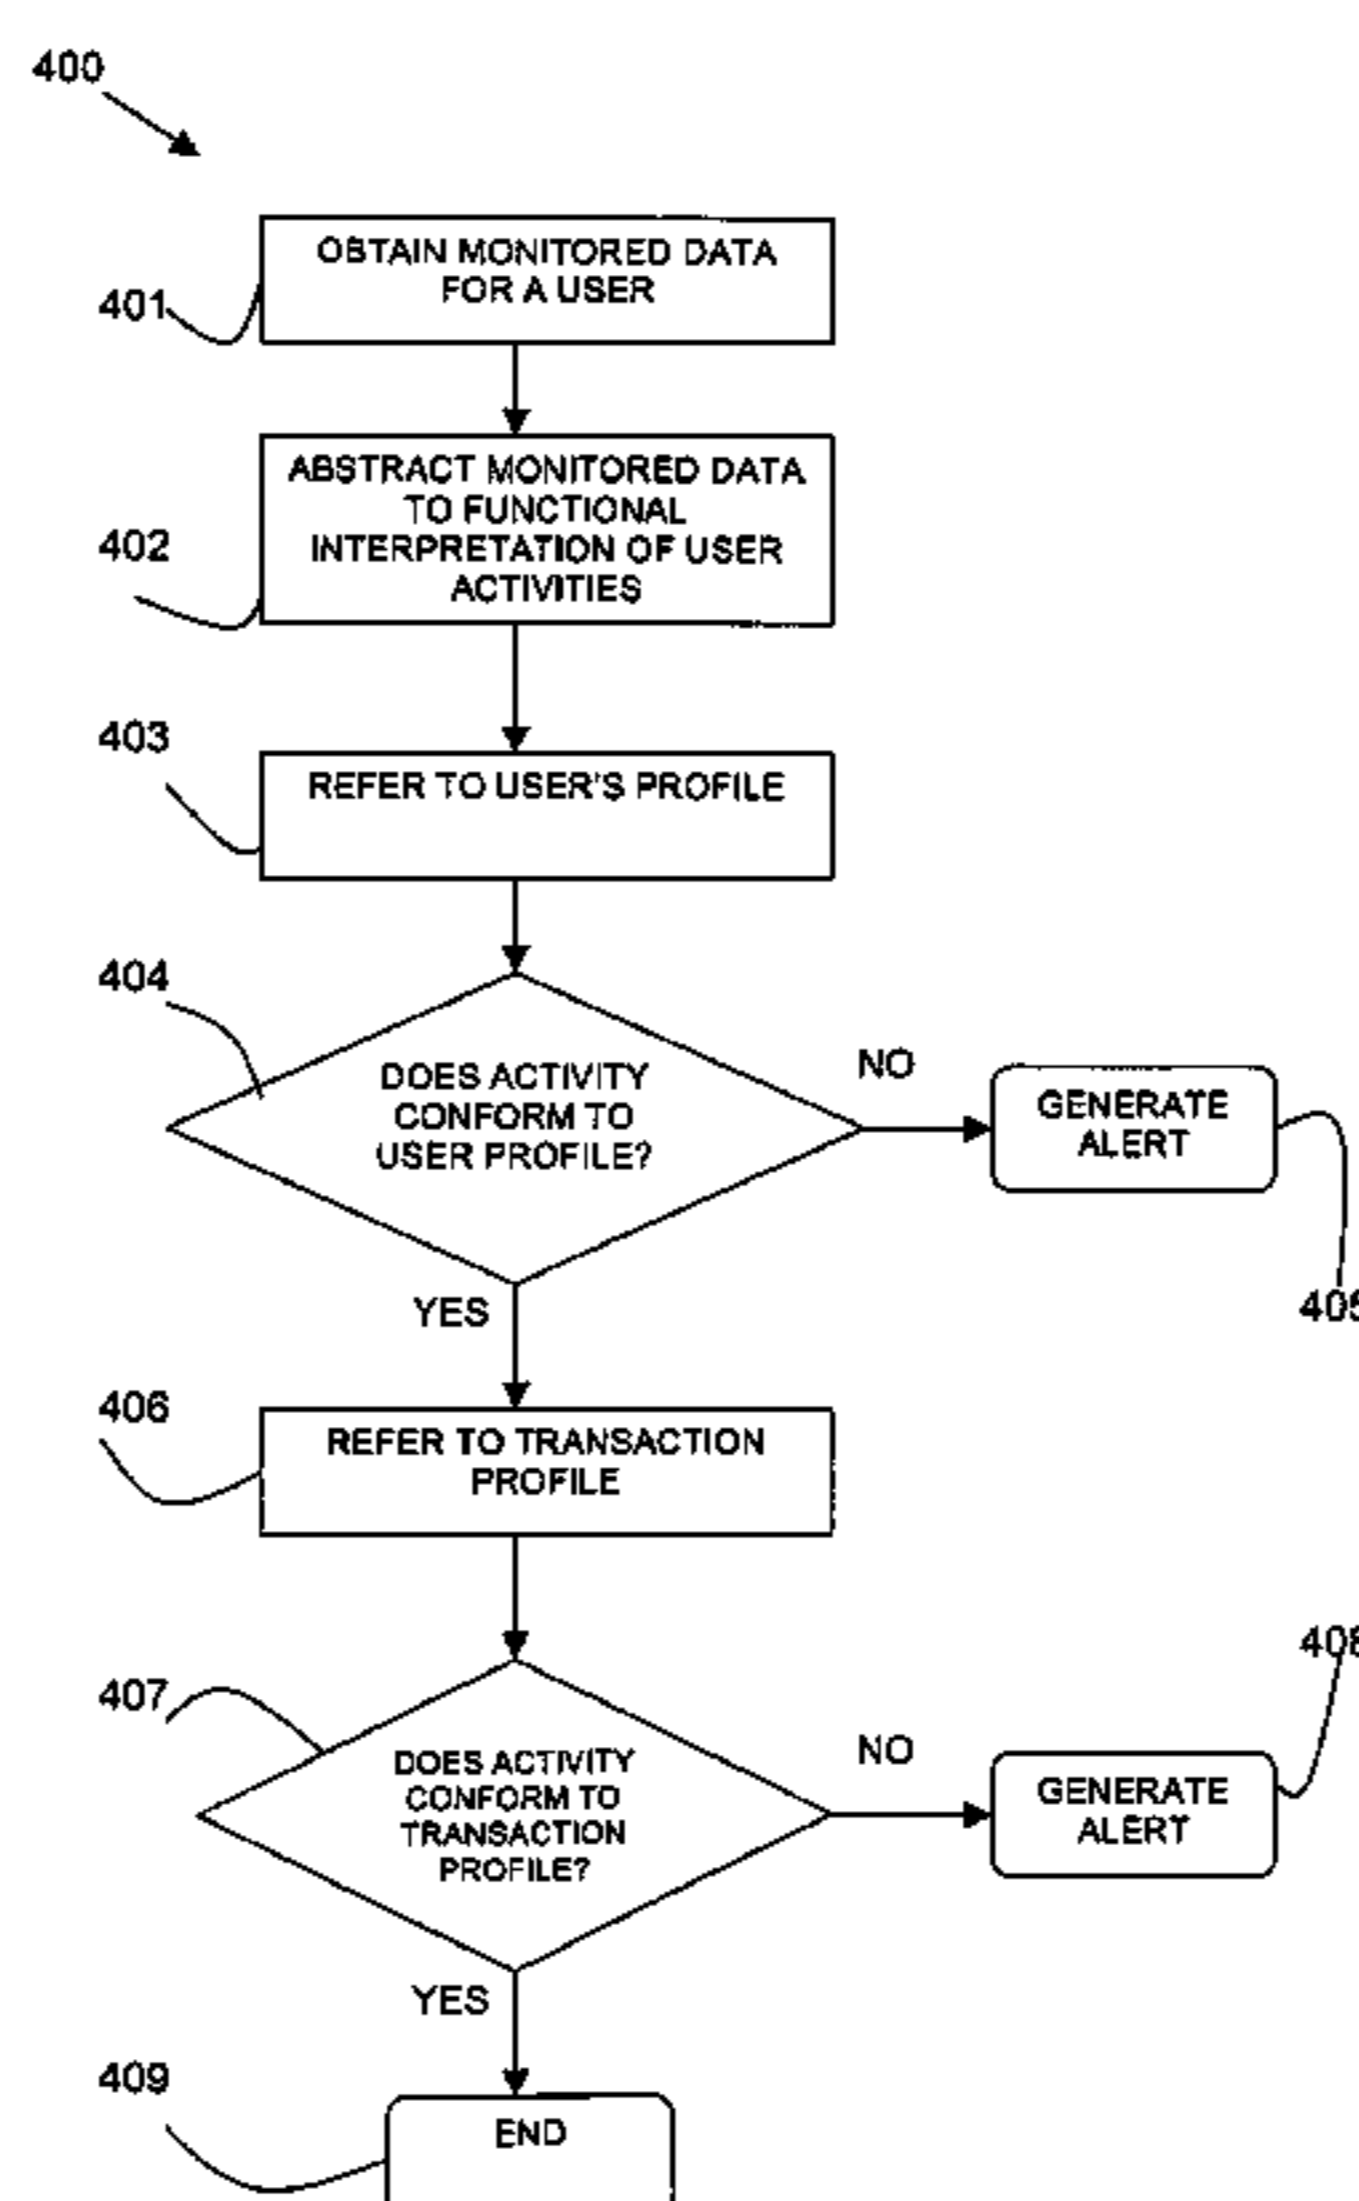 400
OBTAIN MONITORED DATA
FOR A USER
401
ABSTRACT MONITORED DATA
TO FUNCTIONAL
INTERPRETATION OF USER
ACTIVITIES
402
403
REFER TO USER'S PROFILE
404
DOES ACTIVITY
CONFORM TO
USER PROFILE?
NO
GENERATE
ALERT
405
YES
406
REFER TO TRANSACTION
PROFILE
407
DOES ACTIVITY
CONFORM TO
TRANSACTION
PROFILE?
NO
408
GENERATE
ALERT
YES
409
END